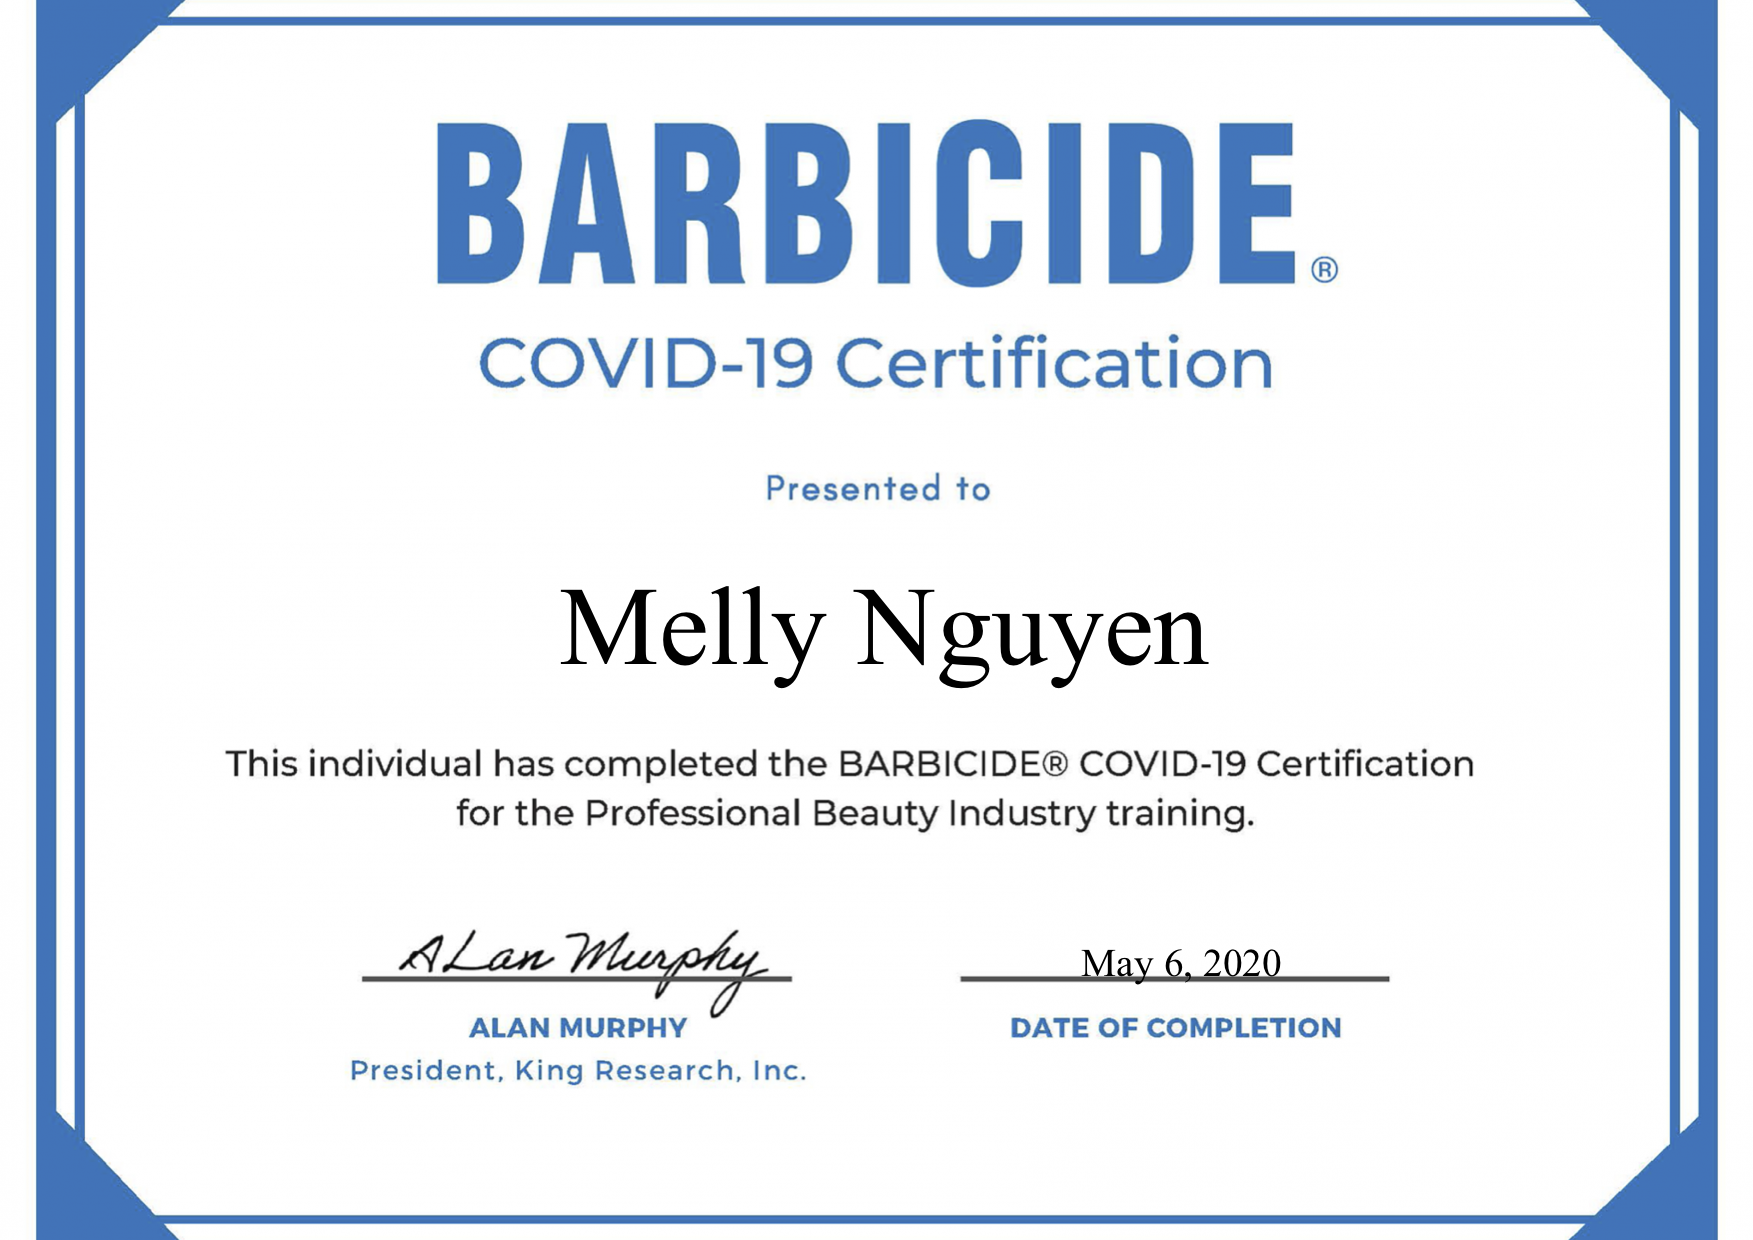 BARBICIDE®
COVID-19 Certification
Presented to
Melly Nguyen
This individual has completed the BARBICIDE® COVID-19 Certification
for the Professional Beauty Industry training.
ALan Murphy
ALAN MURPHY
President, King Research, Inc.
May 6, 2020
DATE OF COMPLETION